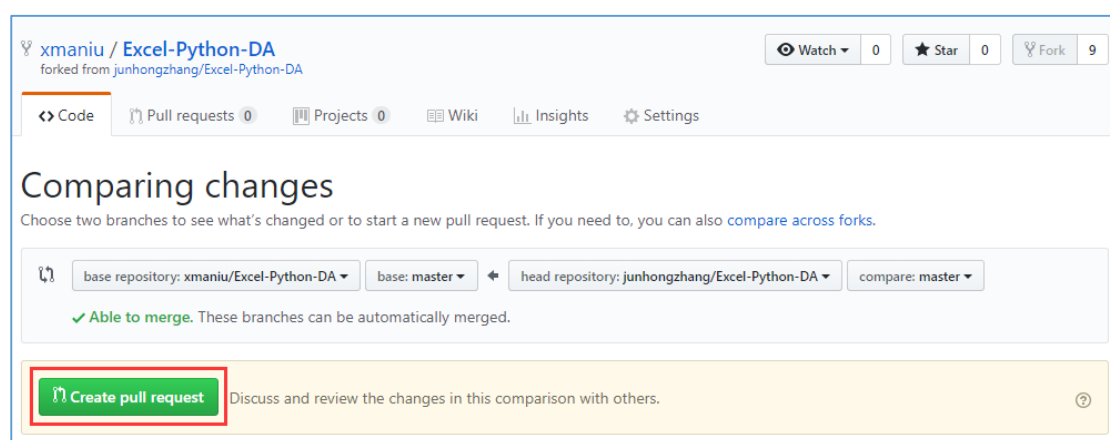 xmaniu / Excel-Python-DA Watch 0 Star 0 Fork 9
forked from junhongzhang/Excel-Python-DA
<> Code Pull requests 0 Projects 0 Wiki Insights Settings
Comparing changes
Choose two branches to see what's changed or to start a new pull request. If you need to, you can also compare across forks.
base repository: xmaniu/Excel-Python-DA base: master head repository: junhongzhang/Excel-Python-DA compare: master
Able to merge. These branches can be automatically merged.
Create pull request Discuss and review the changes in this comparison with others. ?